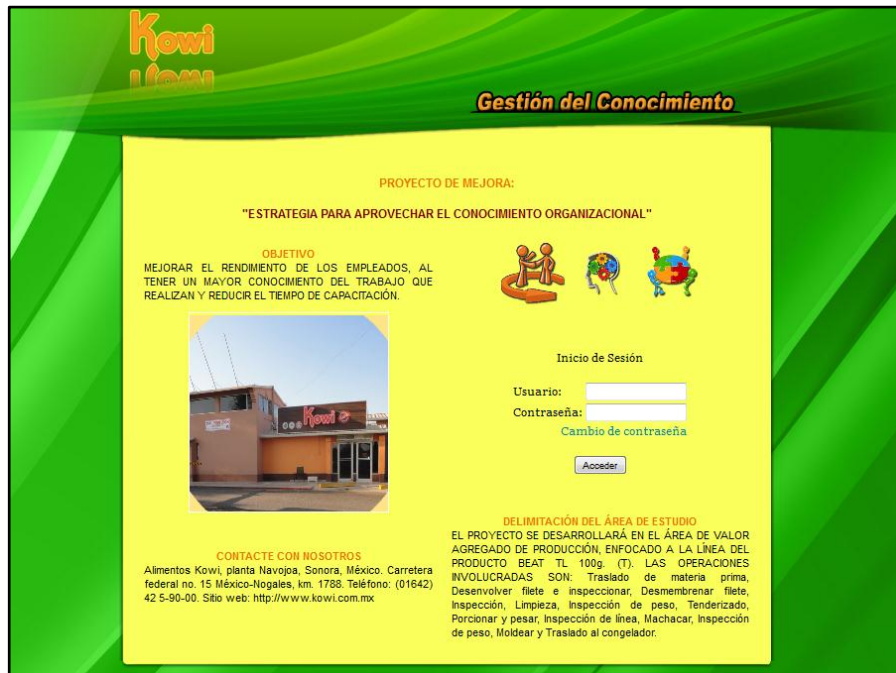 Kowi
Gestión del Conocimiento
PROYECTO DE MEJORA:
"ESTRATEGIA PARA APROVECHAR EL CONOCIMIENTO ORGANIZACIONAL"
OBJETIVO
MEJORAR EL RENDIMIENTO DE LOS EMPLEADOS, AL
TENER UN MAYOR CONOCIMIENTO DEL TRABAJO QUE
REALIZAN Y REDUCIR EL TIEMPO DE CAPACITACIÓN.
Kowi
CONTACTE CON NOSOTROS
Alimentos Kowi, planta Navojoa, Sonora, México. Carretera
federal no. 15 México-Nogales, km. 1788. Teléfono: (01642)
42 5-90-00. Sitio web: http://www.kowi.com.mx
Inicio de Sesión
Usuario:
Contraseña:
Cambio de contraseña
Acceder
DELIMITACIÓN DEL ÁREA DE ESTUDIO
EL PROYECTO SE DESARROLLARÁ EN EL ÁREA DE VALOR
AGREGADO DE PRODUCCIÓN, ENFOCADO A LA LÍNEA DEL
PRODUCTO BEAT TL 100g. (T). LAS OPERACIONES
INVOLUCRADAS SON: Traslado de materia prima,
Desenvolver filete e inspeccionar, Desmembrenar filete,
Inspección, Limpieza, Inspección de peso, Tenderizado,
Porcionar y pesar, Inspección de línea, Machacar, Inspección
de peso, Moldear y Traslado al congelador.